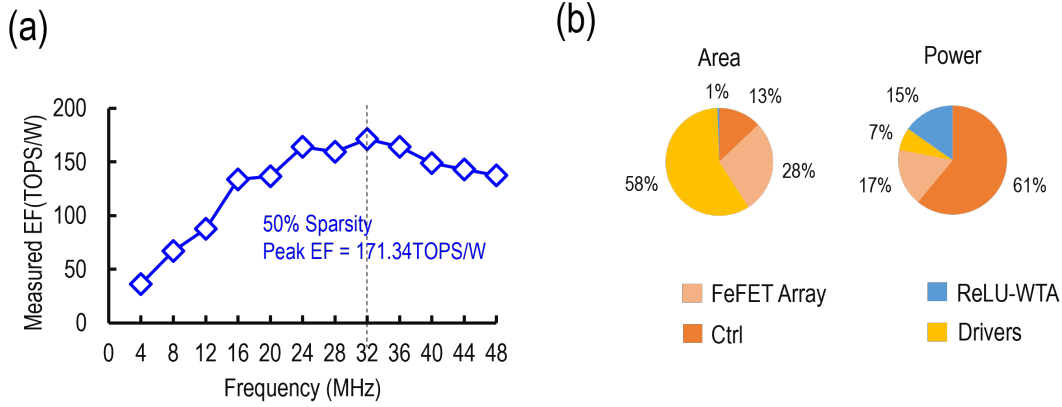 (a)
200
150
100
50
0
Measured EF(TOPS/W)
50% Sparsity
Peak EF = 171.34TOPS/W
0 4 8 12 16 20 24 28 32 36 40 44 48
Frequency (MHz)
(b)
Area
1%
13%
28%
58%
Power
15%
7%
17%
61%
FeFET Array
ReLU-WTA
Ctrl
Drivers